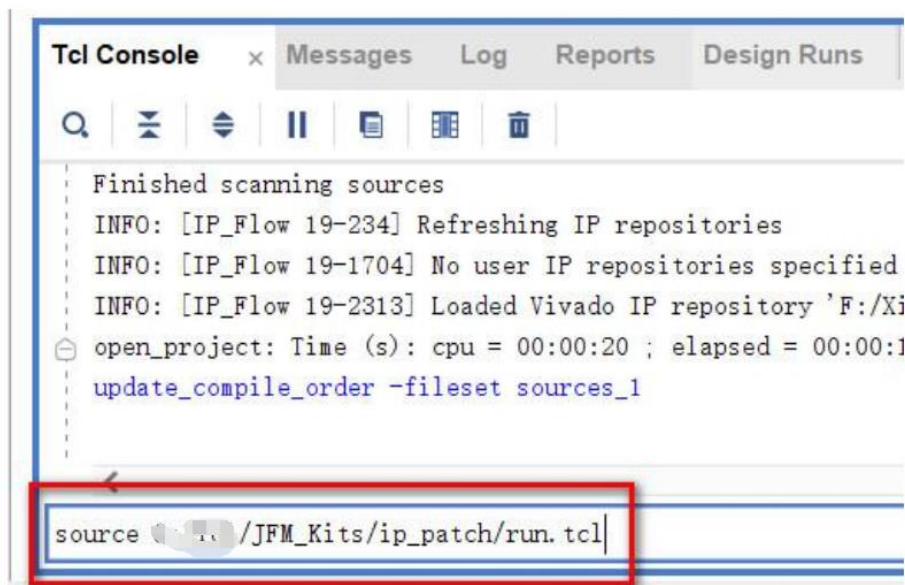 Tcl Console × Messages Log Reports Design Runs
Finished scanning sources
INFO: [IP_Flow 19-234] Refreshing IP repositories
INFO: [IP_Flow 19-1704] No user IP repositories specified
INFO: [IP_Flow 19-2313] Loaded Vivado IP repository 'F:/Xi
open_project: Time (s): cpu = 00:00:20 ; elapsed = 00:00:1
update_compile_order -fileset sources_1
source /JFM_Kits/ip_patch/run.tcl